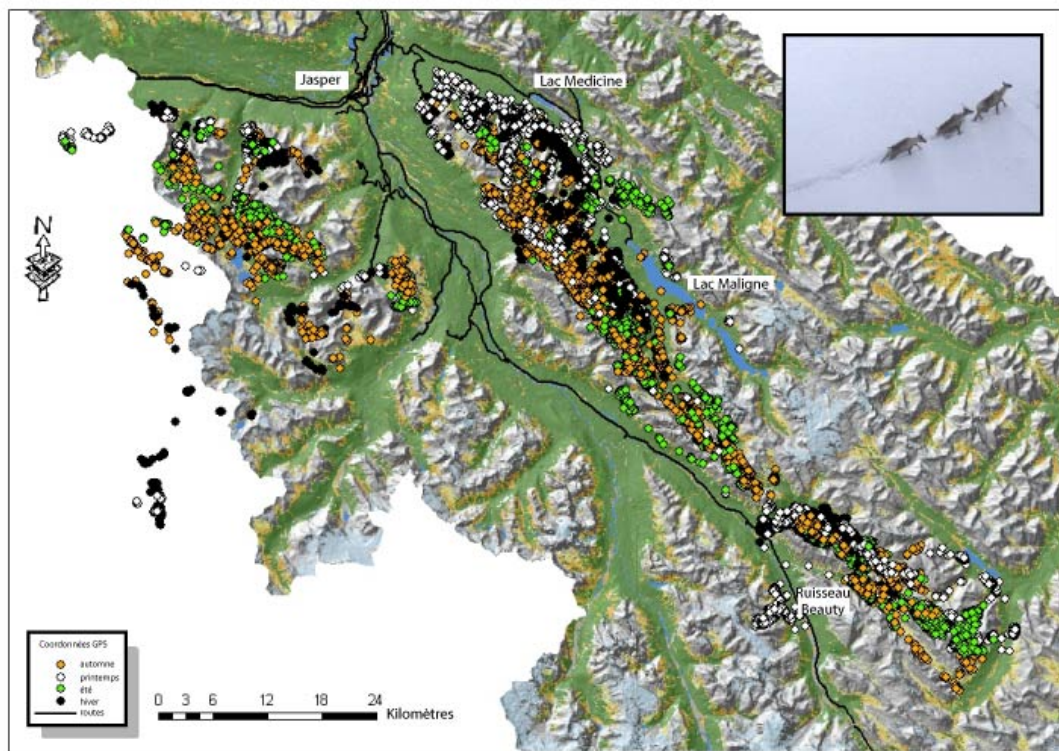 Jasper
Lac Medicine
N
Lac Maligne
Ruisseau
Beauty
Coordonnées GPS
automne
printemps
été
hiver
routes
0 3 6 12 18 24
Kilomètres